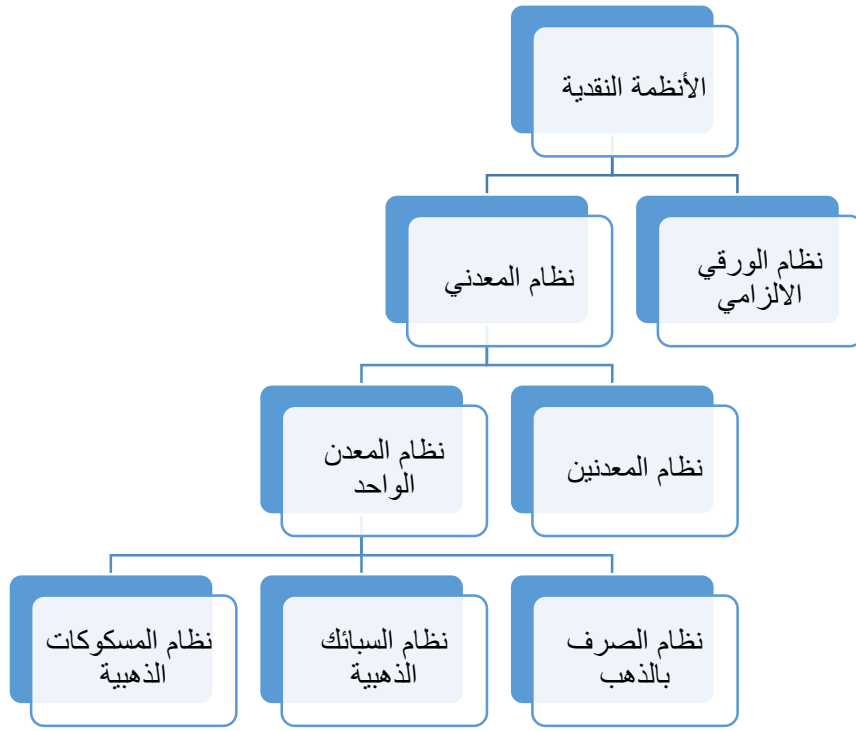 الأنظمة النقدية
نظام الورقي
الالزامي
نظام المعدني
نظام المعدنين
نظام المعدن
الواحد
نظام الصرف
بالذهب
نظام السبائك
الذهبية
نظام المسكوكات
الذهبية